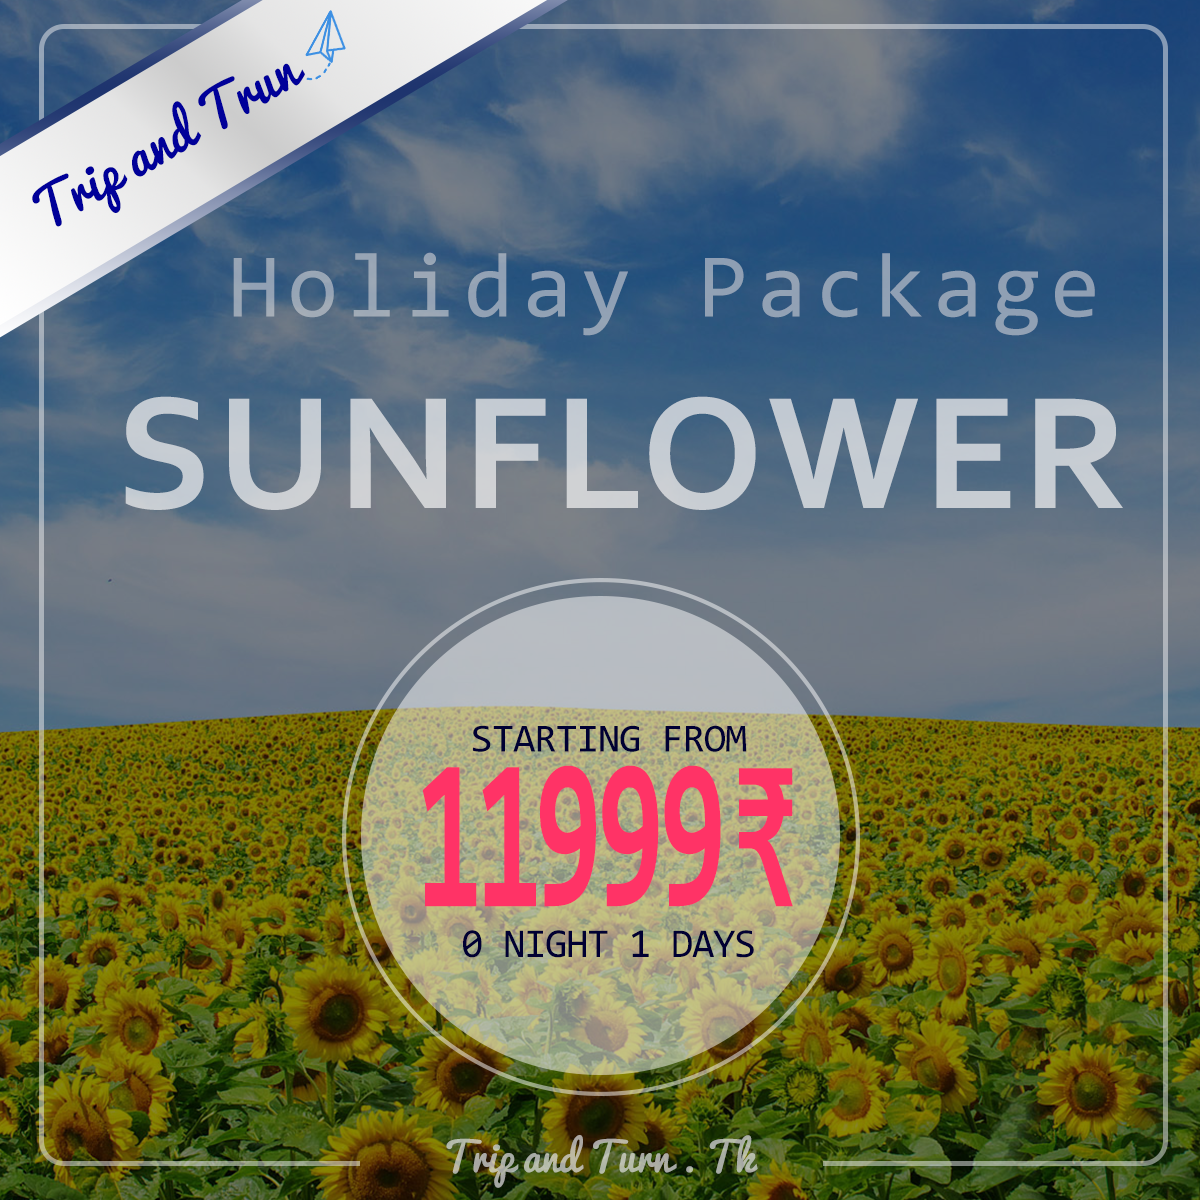 Trip and Trun
Holiday Package
SUNFLOWER
STARTING FROM
11999₹
0 NIGHT 1 DAYS
Trip and Turn . Tk